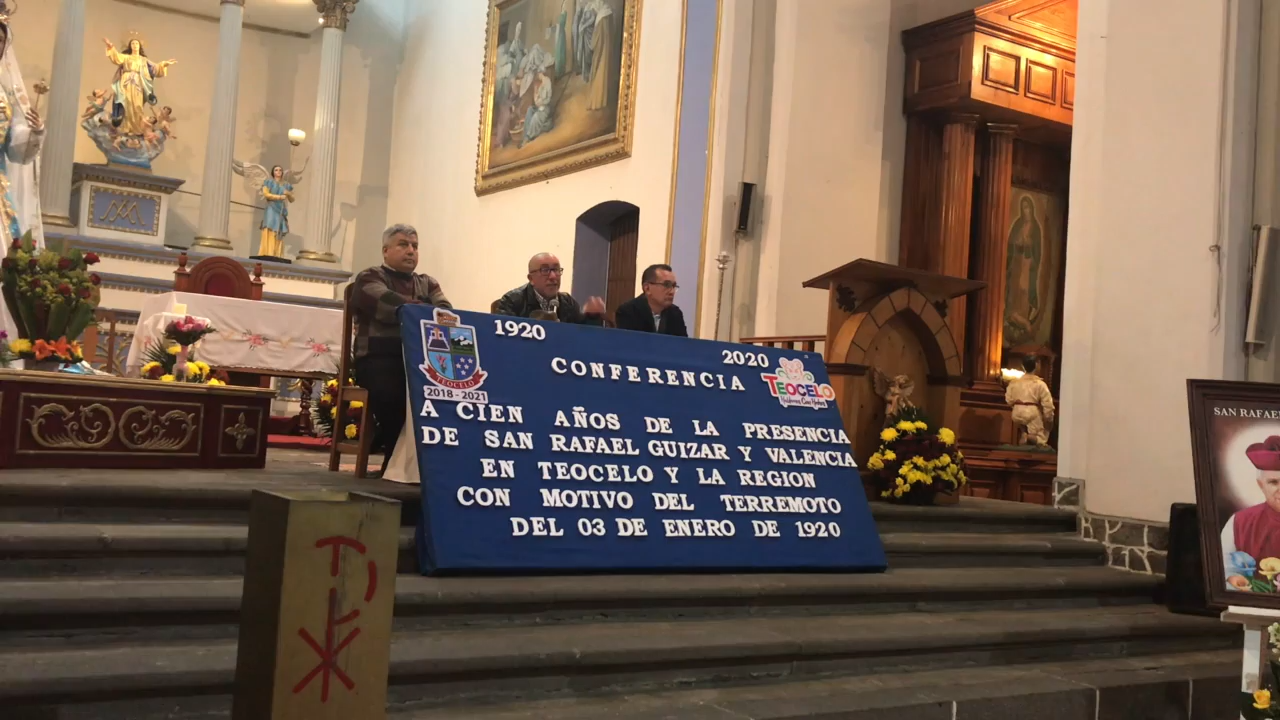 1920
2020
CONFERENCIA
TEOCELO
2018 - 2021
TEOCELO
A CIEN AÑOS DE LA PRESENCIA
DE SAN RAFAEL GUIZAR Y VALENCIA
EN TEOCELO Y LA REGION
CON MOTIVO DEL TERREMOTO
DEL 03 DE ENERO DE 1920
SAN RAFAEL